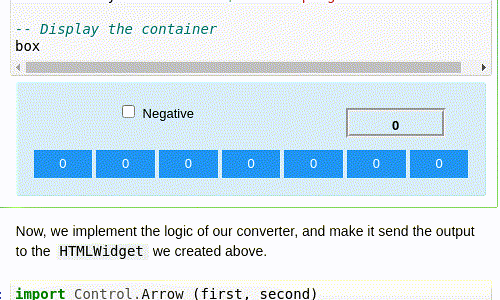 -- Display the container
box
Negative
0
0 0 0 0 0 0 0
Now, we implement the logic of our converter, and make it send the output
to the HTMLWidget we created above.
import Control.Arrow (first, second)